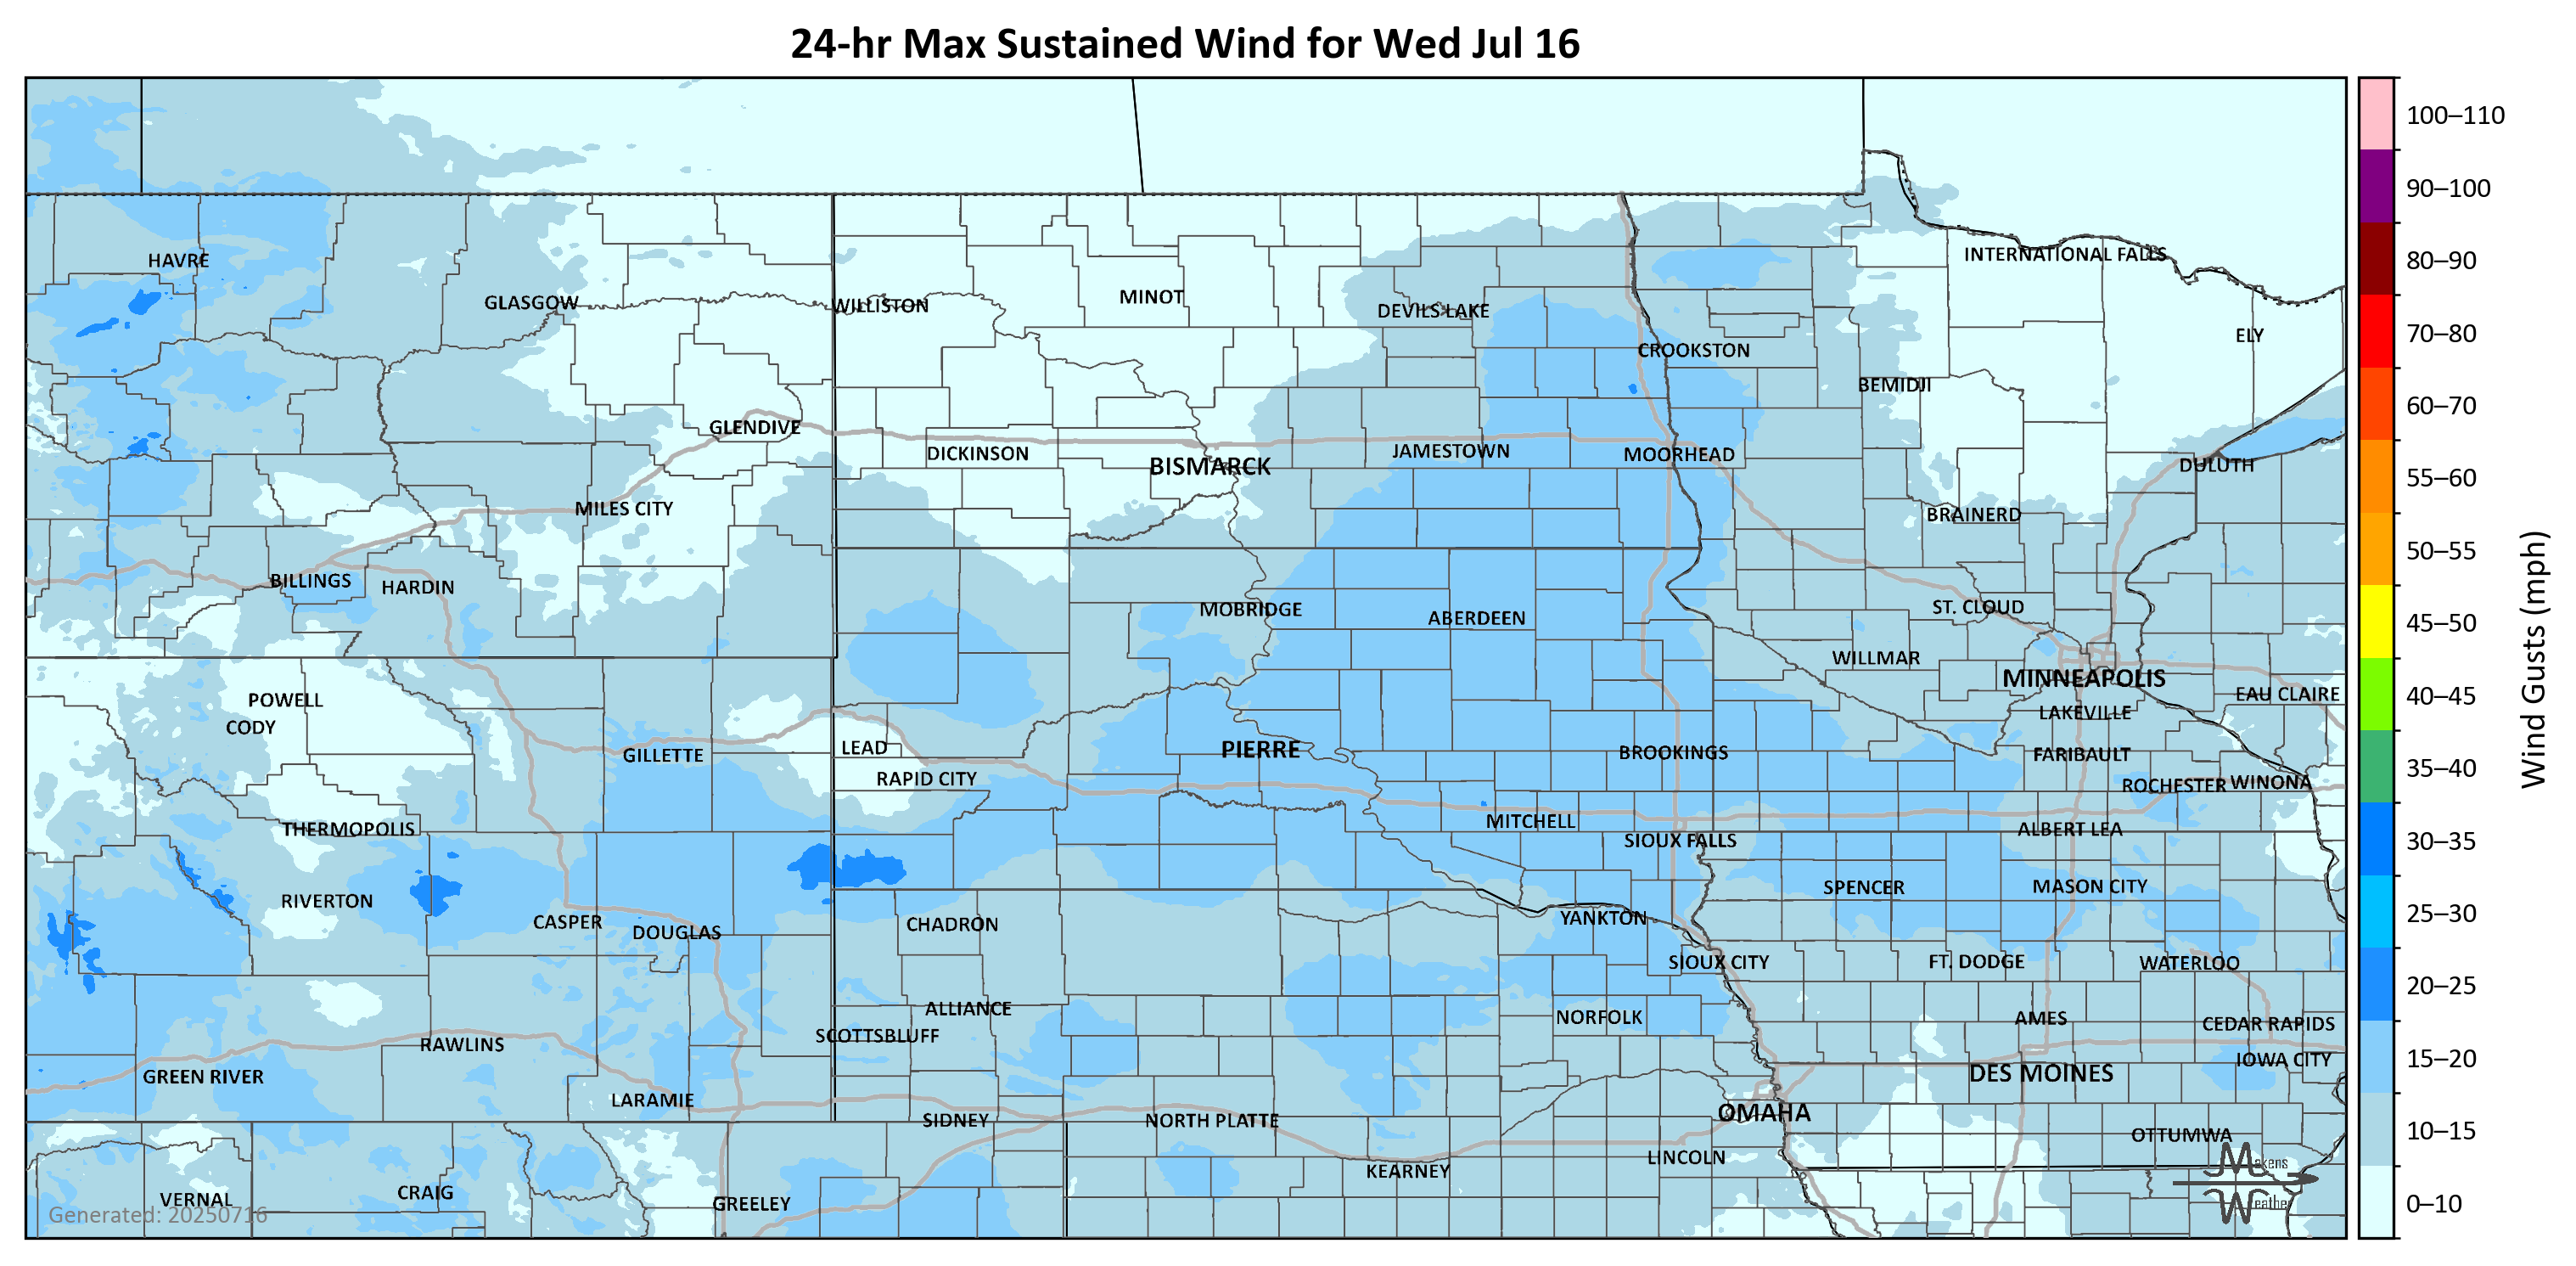 24-hr Max Sustained Wind for Wed Jul 16
100–110
90–100
80–90
70–80
60–70
55–60
50–55
45–50
40–45
35–40
30–35
25–30
20–25
15–20
10–15
0–10
Wind Gusts (mph)
HAVRE
INTERNATIONAL FALLS
GLASGOW
WILLISTON
MINOT
DEVILS LAKE
ELY
CROOKSTON
BEMIDJI
GLENDIVE
DICKINSON
BISMARCK
JAMESTOWN
MOORHEAD
DULUTH
MILES CITY
BRAINERD
BILLINGS
HARDIN
MOBRIDGE
ABERDEEN
ST. CLOUD
WILLMAR
MINNEAPOLIS
POWELL
EAU CLAIRE
CODY
LAKEVILLE
GILLETTE
LEAD
PIERRE
BROOKINGS
FARIBAULT
RAPID CITY
ROCHESTER
WINONA
THERMOPOLIS
MITCHELL
SIOUX FALLS
ALBERT LEA
RIVERTON
SPENCER
MASON CITY
CASPER
DOUGLAS
CHADRON
YANKTON
SIOUX CITY
FT. DODGE
WATERLOO
ALLIANCE
NORFOLK
AMES
CEDAR RAPIDS
SCOTTSBLUFF
RAWLINS
IOWA CITY
GREEN RIVER
DES MOINES
LARAMIE
SIDNEY
NORTH PLATTE
OMAHA
OTTUMWA
KEARNEY
LINCOLN
VERNAL
CRAIG
GREELEY
Makens
Weather
Generated: 20250716